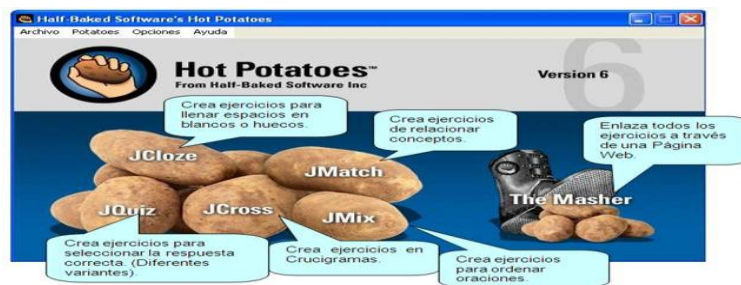 Half-Baked Software's Hot Potatoes
Archivo Potatoes Opciones Ayuda
Hot Potatoes™
From Half-Baked Software Inc
6
Version 6
Crea ejercicios para
llenar espacios en
blancos o huecos.
Crea ejercicios
de relacionar
conceptos.
Enlaza todos los
ejercicios a través
de una Página
Web.
JCloze
JMatch
The Masher
JQuiz
JCross
JMix
Crea ejercicios para
seleccionar la respuesta
correcta. (Diferentes
variantes).
Crea ejercicios en
Crucigramas.
Crea ejercicios
para ordenar
oraciones.